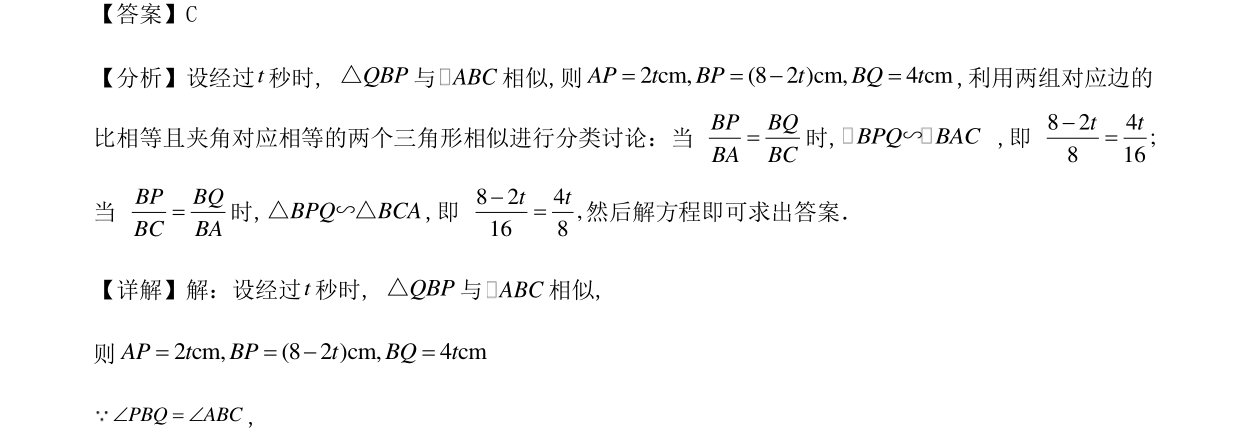 【答案】C
【分析】设经过t秒时, △QBP与□ABC相似,则AP=2tcm,BP=(8−2t)cm,BQ=4tcm,利用两组对应边的
比相等且夹角对应相等的两个三角形相似进行分类讨论：当 BP/BA=BQ/BC时,□BPQ∽□BAC ,即 (8−2t)/8=4t/16;
当 BP/BC=BQ/BA时,△BPQ∽△BCA,即 (8−2t)/16=4t/8,然后解方程即可求出答案.
【详解】解：设经过t秒时, △QBP与□ABC相似,
则AP=2tcm,BP=(8−2t)cm,BQ=4tcm
∵∠PBQ=∠ABC,